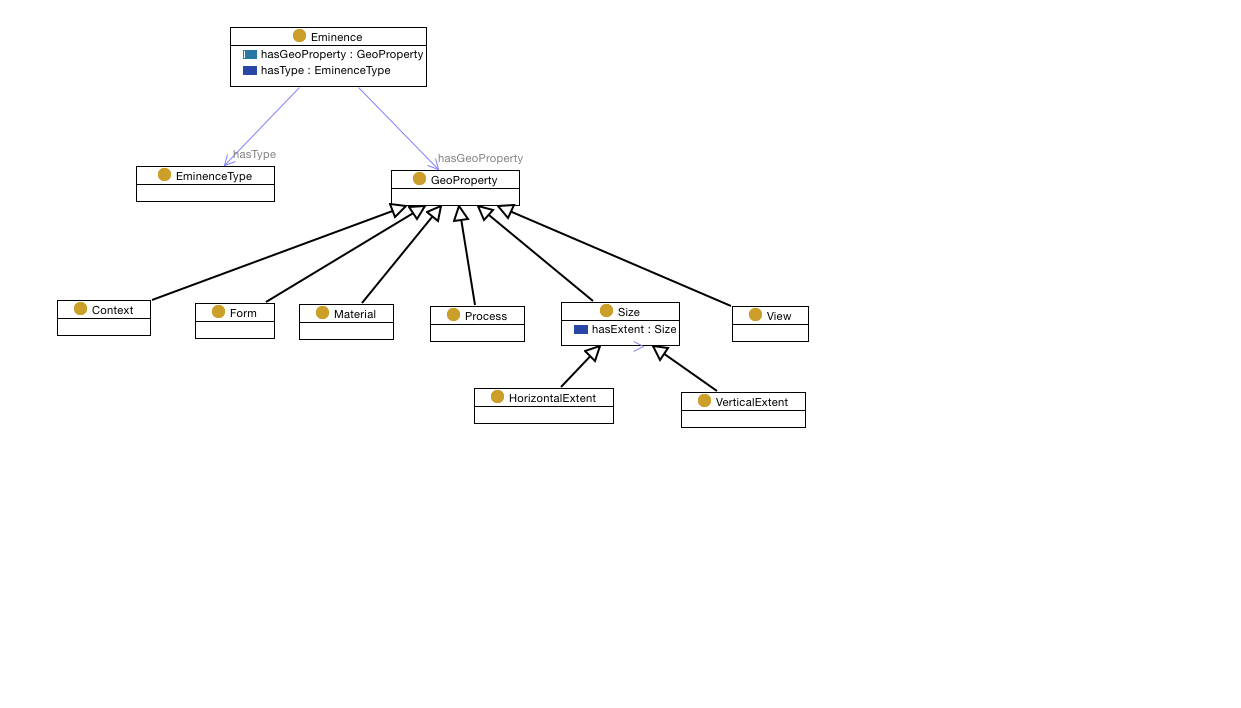 Eminence
hasGeoProperty : GeoProperty
hasType : EminenceType
hasType
hasGeoProperty
EminenceType
GeoProperty
Context
Form
Material
Process
Size
hasExtent : Size
View
HorizontalExtent
VerticalExtent